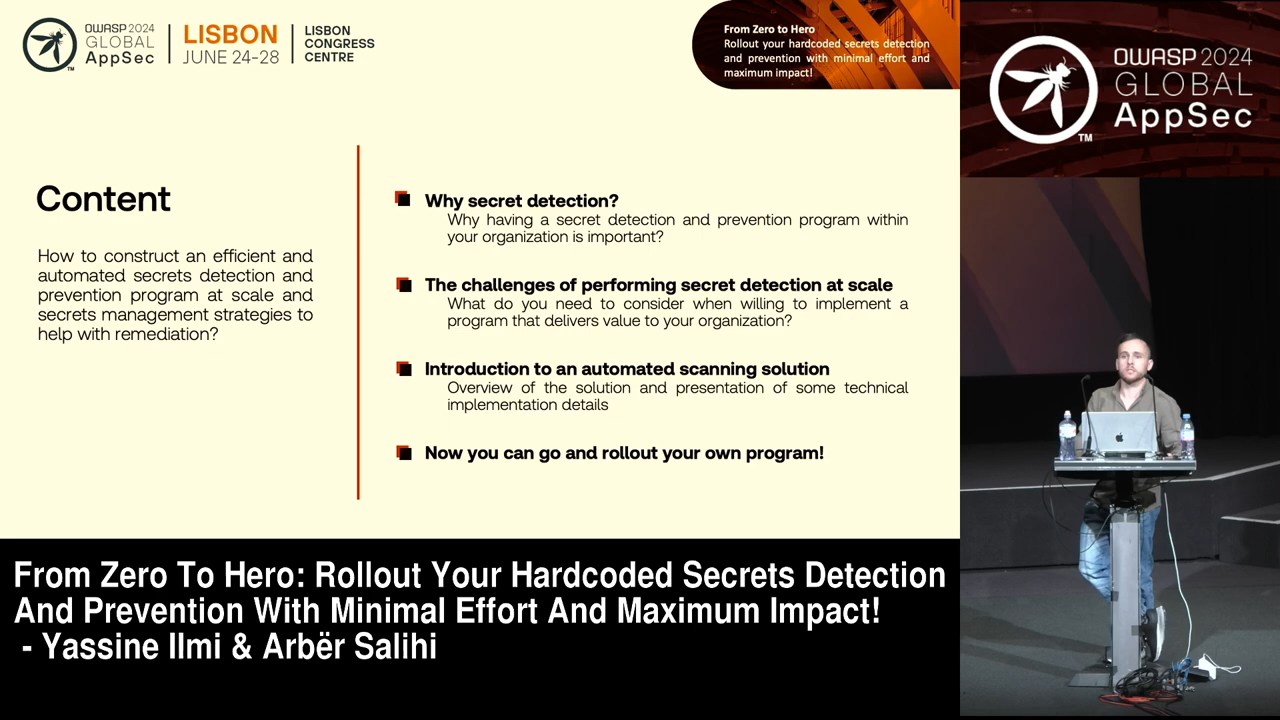 OWASP 2024
GLOBAL
AppSec
TM
LISBON
JUNE 24-28
LISBON
CONGRESS
CENTRE
From Zero to Hero
Rollout your hardcoded secrets detection
and prevention with minimal effort and
maximum impact!
OWASP 2024
GLOBAL
AppSec
TM
Content
How to construct an efficient and
automated secrets detection and
prevention program at scale and
secrets management strategies to
help with remediation?
Why secret detection?
Why having a secret detection and prevention program within
your organization is important?
The challenges of performing secret detection at scale
What do you need to consider when willing to implement a
program that delivers value to your organization?
Introduction to an automated scanning solution
Overview of the solution and presentation of some technical
implementation details
Now you can go and rollout your own program!
From Zero To Hero: Rollout Your Hardcoded Secrets Detection
And Prevention With Minimal Effort And Maximum Impact!
- Yassine Ilmi & Arbër Salihi